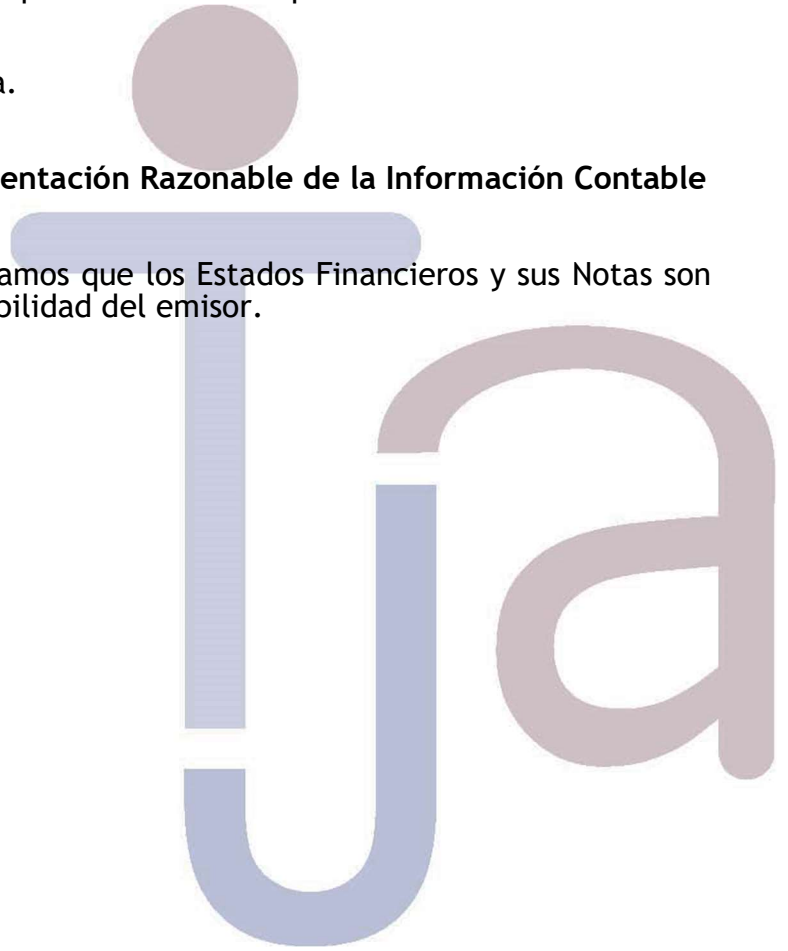 a.
entación Razonable de la Información Contable
amos que los Estados Financieros y sus Notas son
bilidad del emisor.